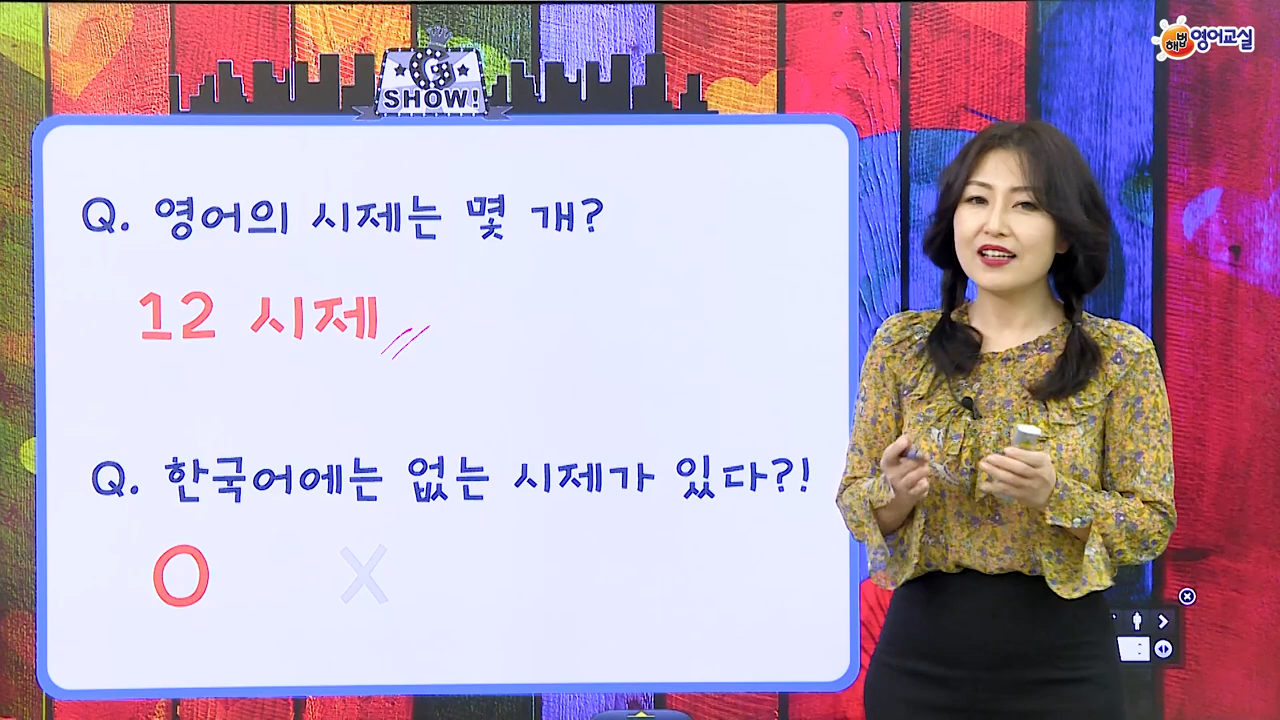 해법영어교실
G
SHOW!
Q. 영어의 시제는 몇 개?
12 시제
Q. 한국어에는 없는 시제가 있다?!
O X